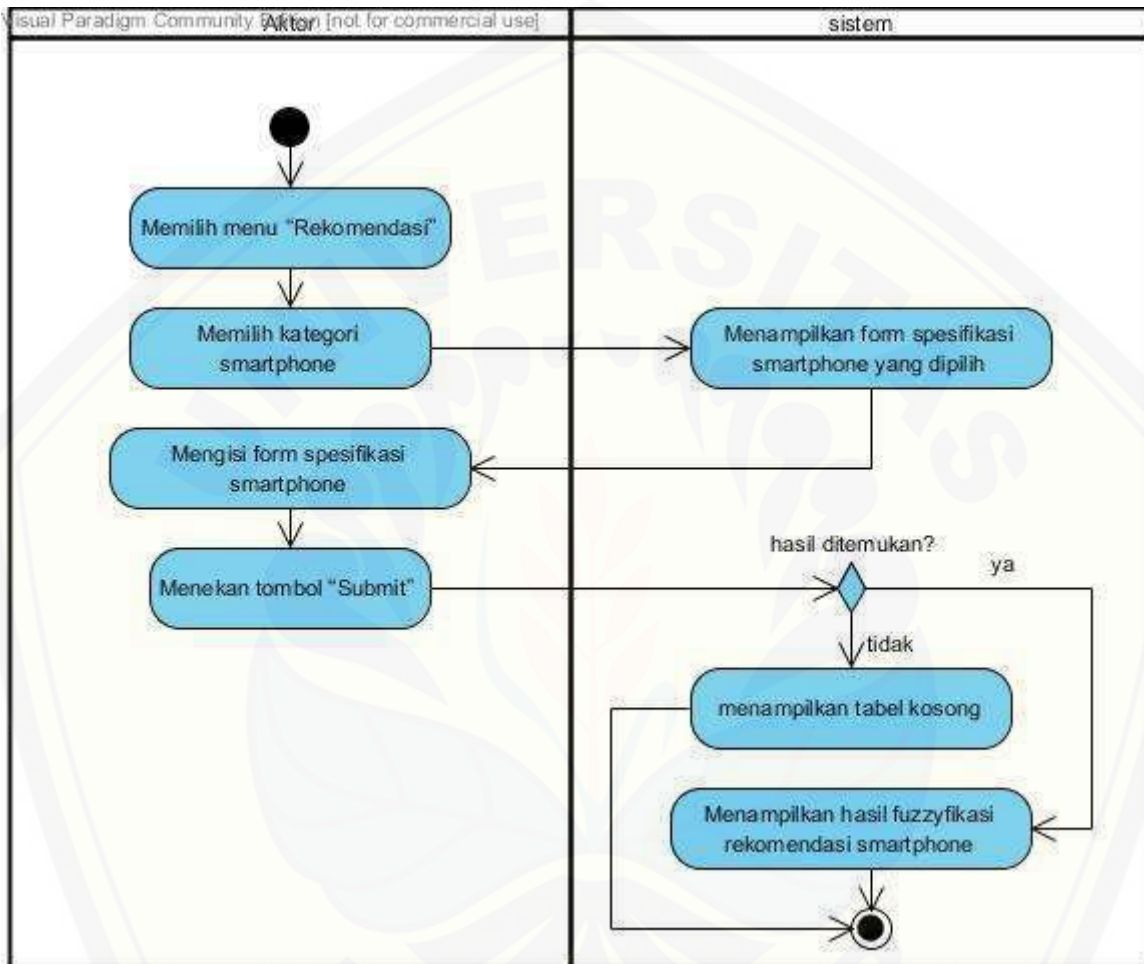 Visual Paradigm Community Edition [not for commercial use]
Aktor
sistem
Memilih menu “Rekomendasi”
Memilih kategori
smartphone
Menampilkan form spesifikasi
smartphone yang dipilih
Mengisi form spesifikasi
smartphone
Menekan tombol “Submit”
hasil ditemukan?
ya
tidak
menampilkan tabel kosong
Menampilkan hasil fuzzyfikasi
rekomendasi smartphone
UNIVERSITAS